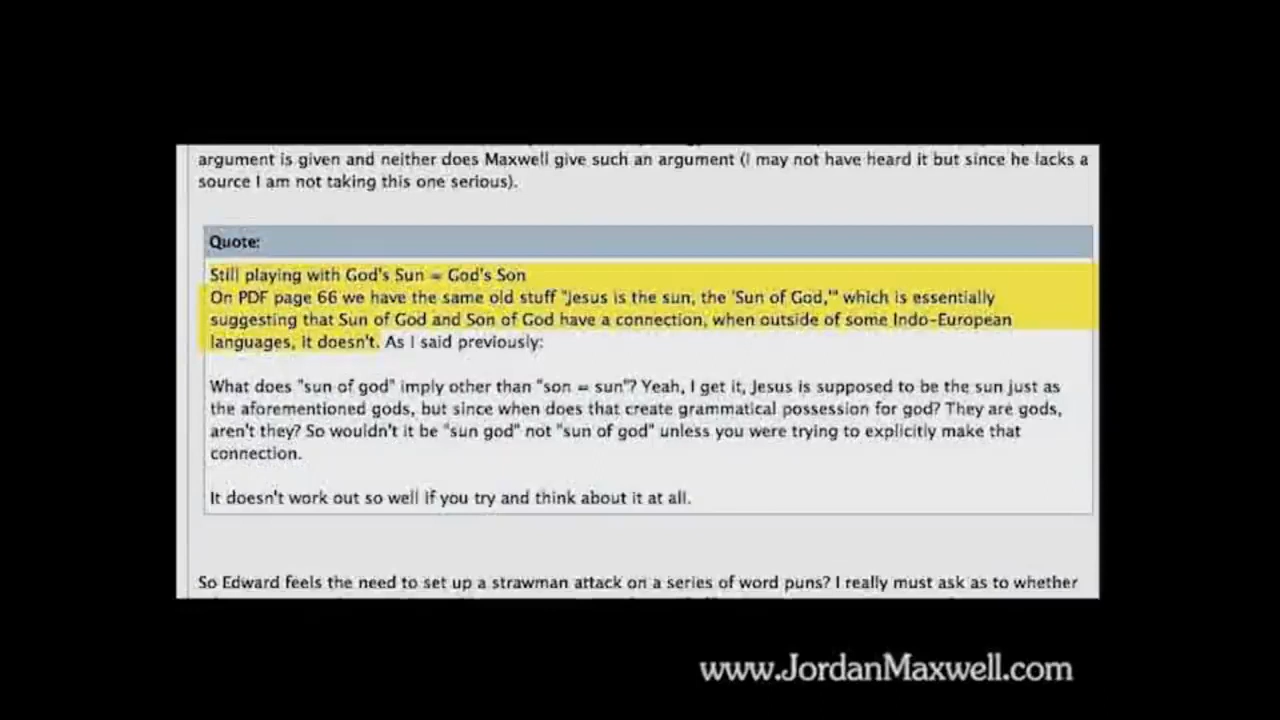 argument is given and neither does Maxwell give such an argument (I may not have heard it but since he lacks a
source I am not taking this one serious).
Quote:
Still playing with God's Sun = God's Son
On PDF page 66 we have the same old stuff "Jesus is the sun, the 'Sun of God,'" which is essentially
suggesting that Sun of God and Son of God have a connection, when outside of some Indo-European
languages, it doesn't. As I said previously:
What does "sun of god" imply other than "son = sun"? Yeah, I get it, Jesus is supposed to be the sun just as
the aforementioned gods, but since when does that create grammatical possession for god? They are gods,
aren't they? So wouldn't it be "sun god" not "sun of god" unless you were trying to explicitly make that
connection.
It doesn't work out so well if you try and think about it at all.
So Edward feels the need to set up a strawman attack on a series of word puns? I really must ask as to whether
www.JordanMaxwell.com